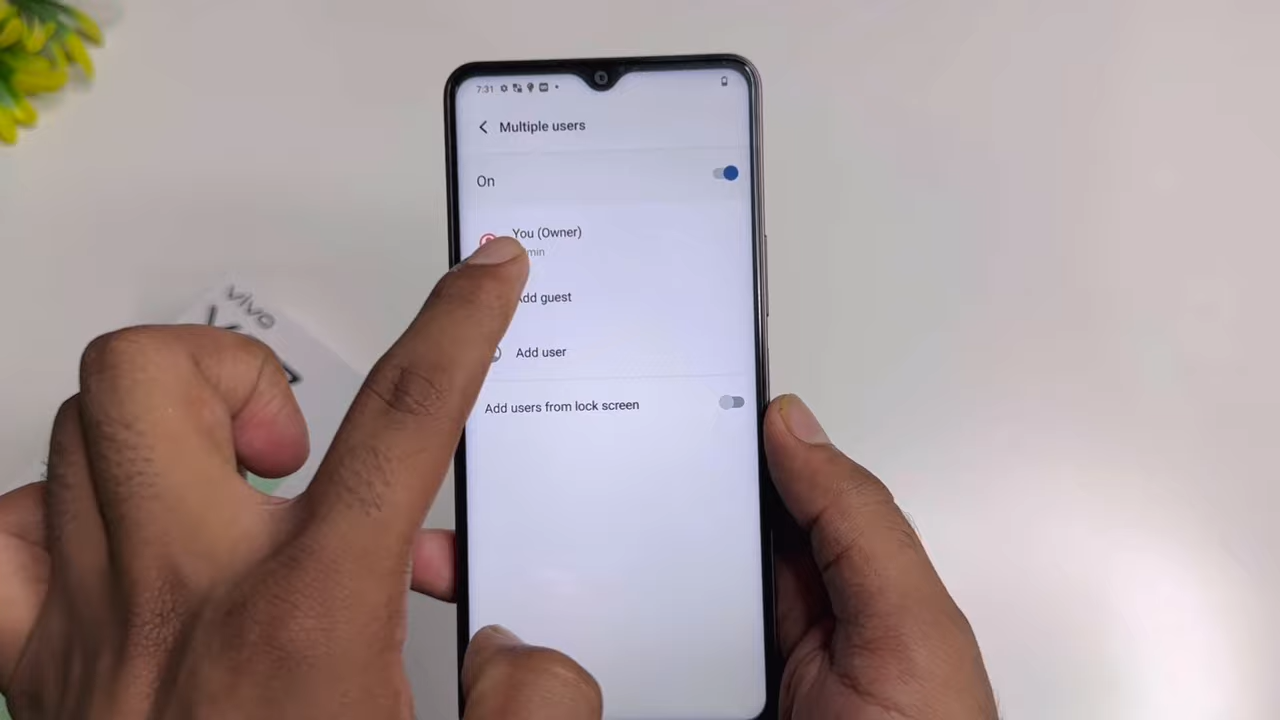 7:31
Multiple users
On
You (Owner)
Add guest
Add user
Add users from lock screen
vivo